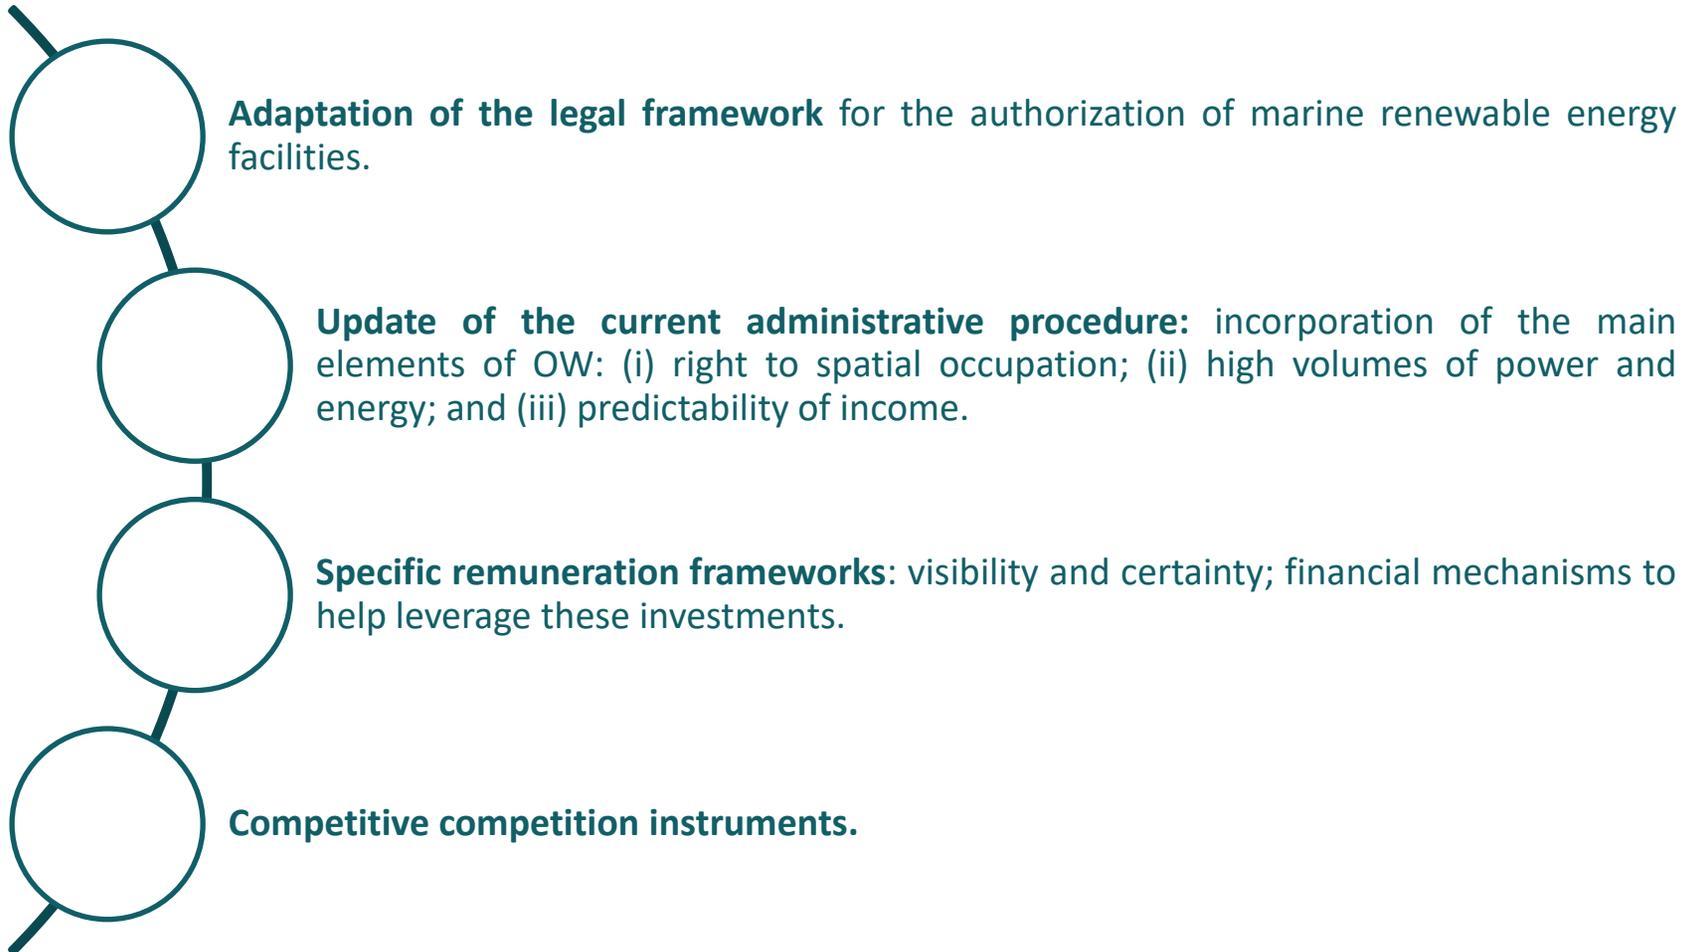 Adaptation of the legal framework for the authorization of marine renewable energy
facilities.
Update of the current administrative procedure: incorporation of the main
elements of OW: (i) right to spatial occupation; (ii) high volumes of power and
energy; and (iii) predictability of income.
Specific remuneration frameworks: visibility and certainty; financial mechanisms to
help leverage these investments.
Competitive competition instruments.